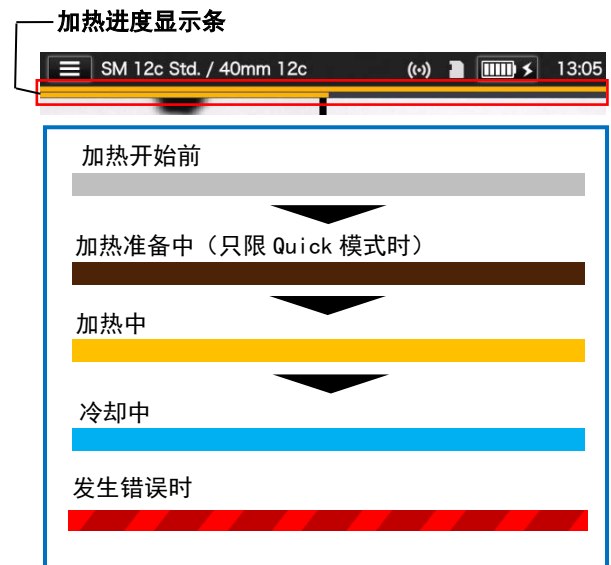 加热进度显示条
SM 12c Std. / 40mm 12c 13:05
加热开始前
加热准备中（只限 Quick 模式时）
加热中
冷却中
发生错误时